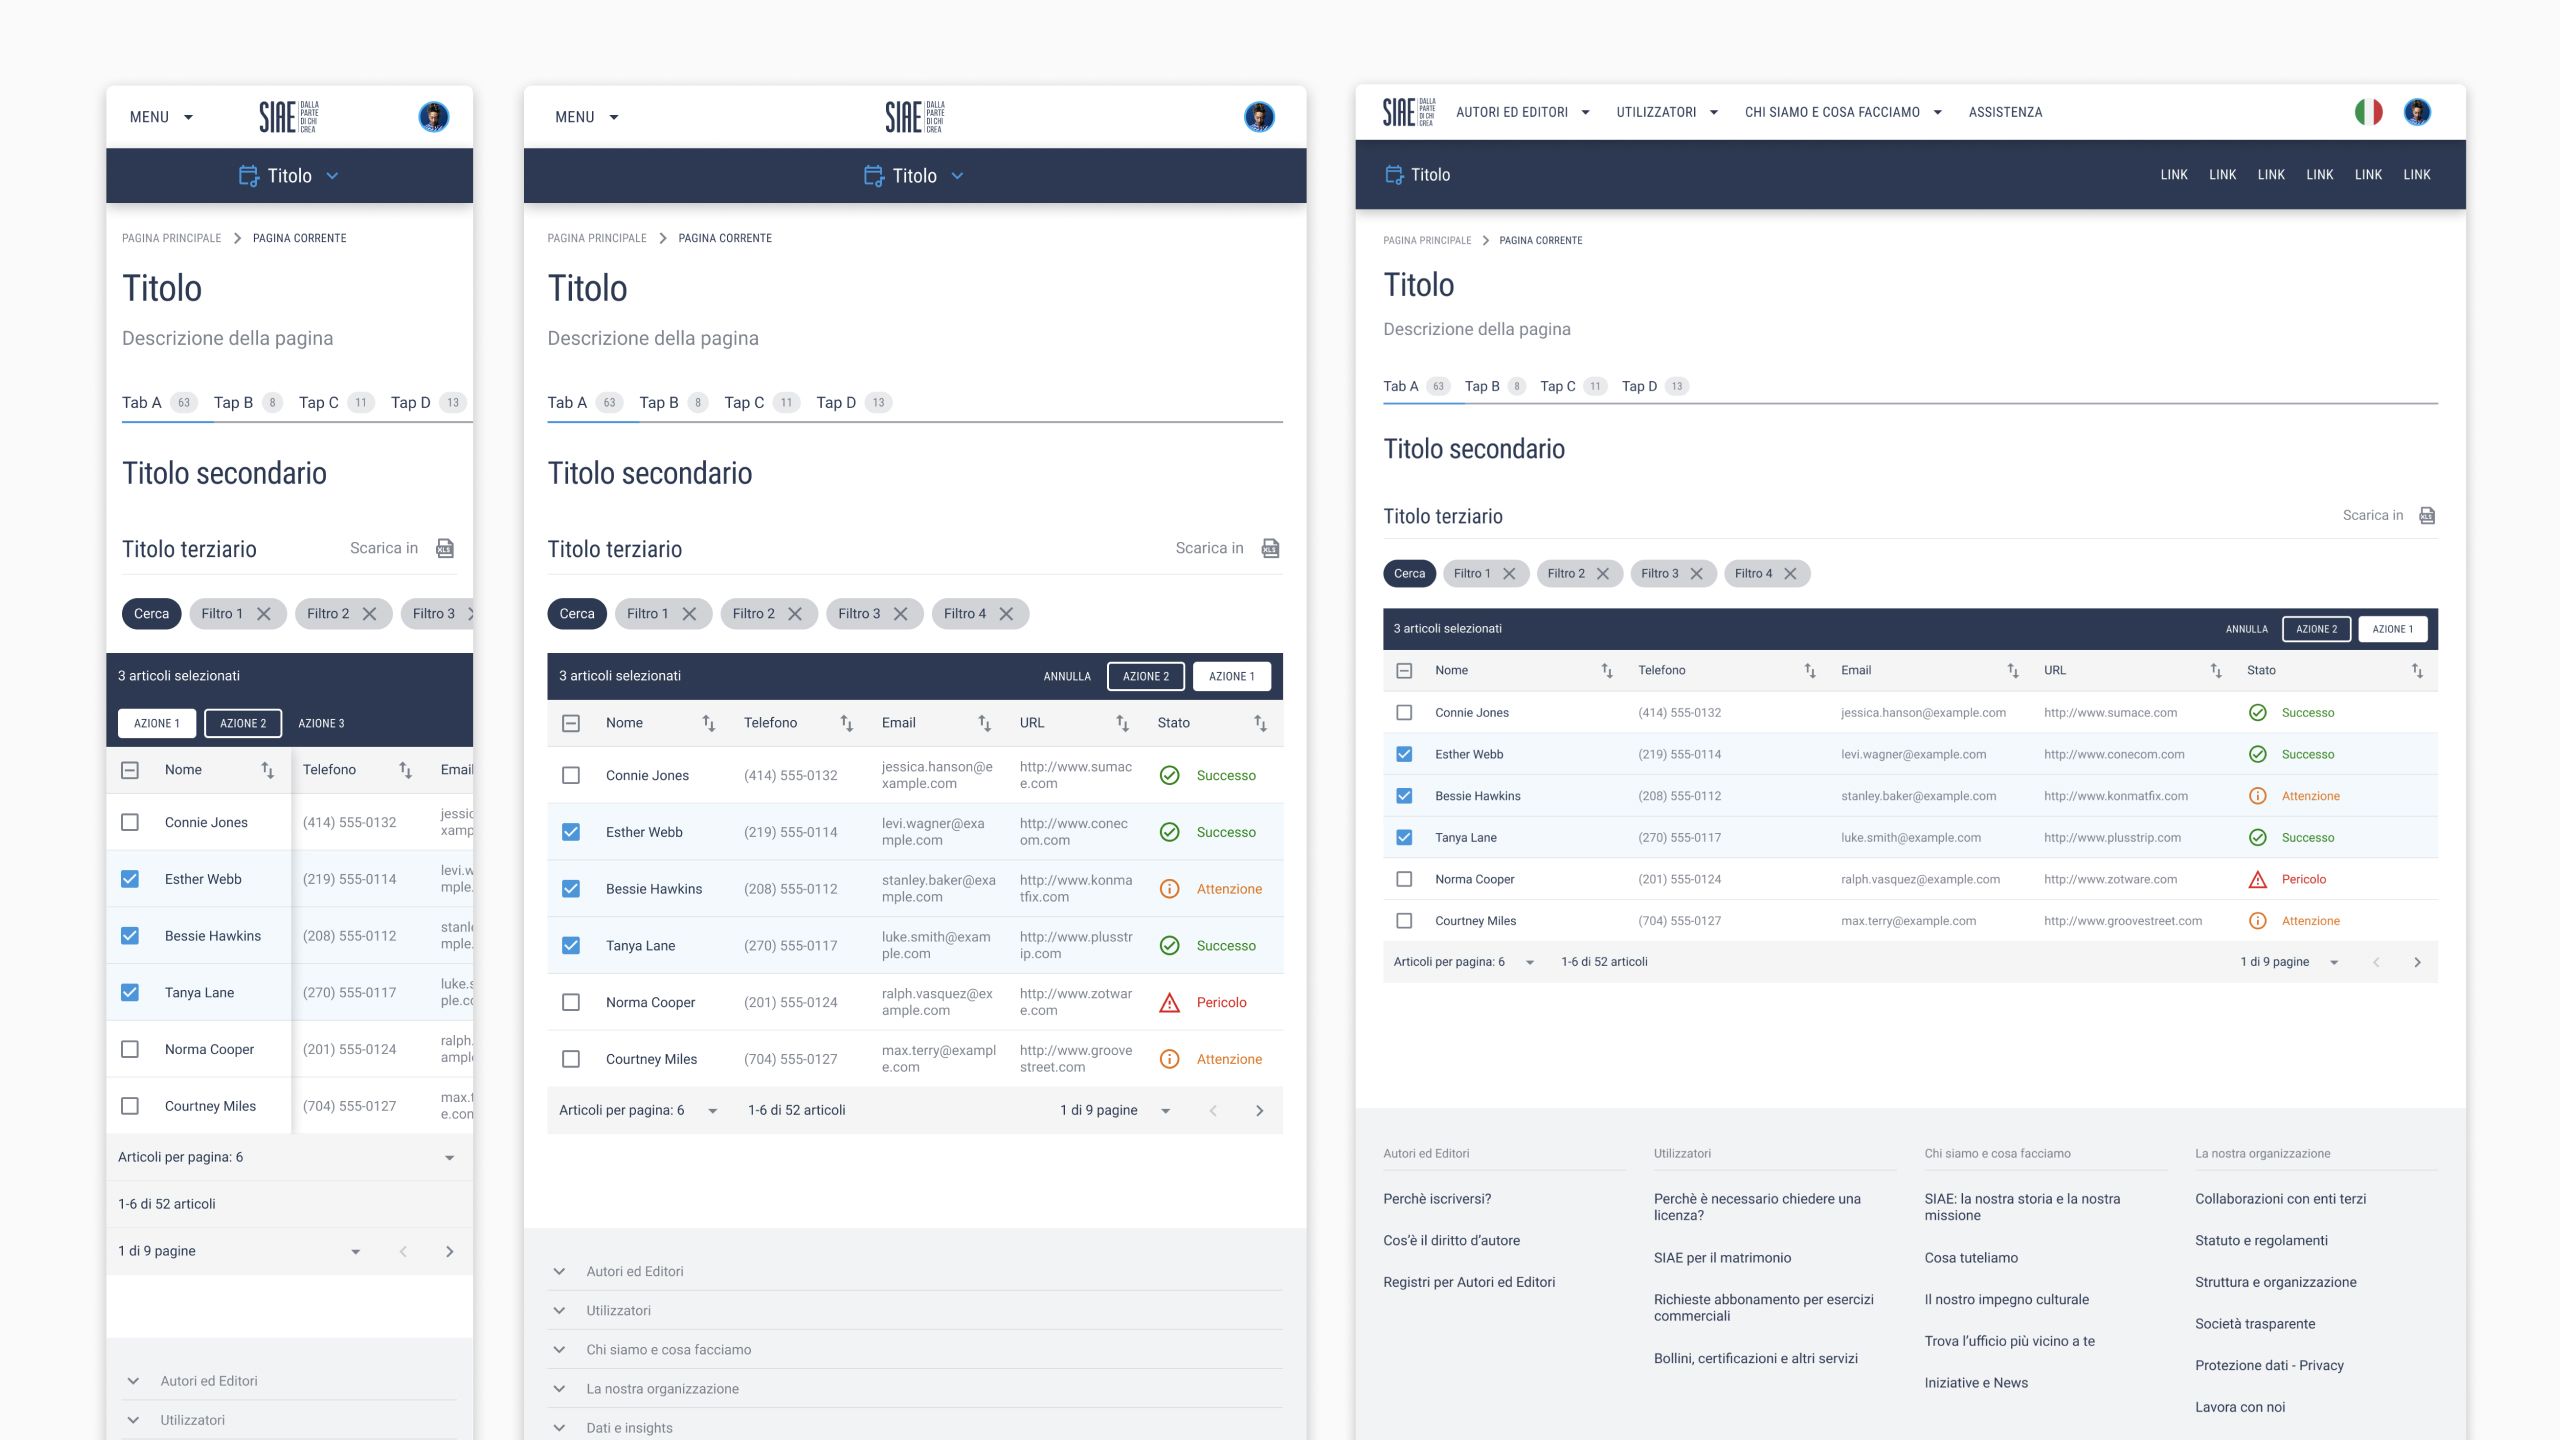 MENU
SIAE DALLA PARTE DI CHI CREA
Titolo
PAGINA PRINCIPALE PAGINA CORRENTE
Titolo
Descrizione della pagina
Tab A 63 Tap B 8 Tap C 11 Tap D 13
Titolo secondario
Titolo terziario Scarica in XLS
Cerca Filtro 1 Filtro 2 Filtro 3
3 articoli selezionati
AZIONE 1 AZIONE 2 AZIONE 3
Nome Telefono Email
Connie Jones (414) 555-0132 jessic
xamp
Esther Webb (219) 555-0114 levi.w
mple.
Bessie Hawkins (208) 555-0112 stanl
mple.
Tanya Lane (270) 555-0117 luke.s
ple.co
Norma Cooper (201) 555-0124 ralph.
ample
Courtney Miles (704) 555-0127 max.t
e.com
Articoli per pagina: 6
1-6 di 52 articoli
1 di 9 pagine
Autori ed Editori
Utilizzatori
MENU
SIAE DALLA PARTE DI CHI CREA
Titolo
PAGINA PRINCIPALE PAGINA CORRENTE
Titolo
Descrizione della pagina
Tab A 63 Tap B 8 Tap C 11 Tap D 13
Titolo secondario
Titolo terziario Scarica in XLS
Cerca Filtro 1 Filtro 2 Filtro 3 Filtro 4
3 articoli selezionati ANNULLA AZIONE 2 AZIONE 1
Nome Telefono Email URL Stato
Connie Jones (414) 555-0132 jessica.hanson@e http://www.sumac Successo
xample.com e.com
Esther Webb (219) 555-0114 levi.wagner@exa http://www.conec Successo
mple.com om.com
Bessie Hawkins (208) 555-0112 stanley.baker@exa http://www.konma Attenzione
mple.com tfix.com
Tanya Lane (270) 555-0117 luke.smith@exam http://www.plusstr Successo
ple.com ip.com
Norma Cooper (201) 555-0124 ralph.vasquez@ex http://www.zotwar Pericolo
ample.com e.com
Courtney Miles (704) 555-0127 max.terry@exampl http://www.groove Attenzione
e.com street.com
Articoli per pagina: 6 1-6 di 52 articoli 1 di 9 pagine
Autori ed Editori
Utilizzatori
Chi siamo e cosa facciamo
La nostra organizzazione
Dati e insights
SIAE DALLA PARTE DI CHI CREA AUTORI ED EDITORI UTILIZZATORI CHI SIAMO E COSA FACCIAMO ASSISTENZA
Titolo LINK LINK LINK LINK LINK LINK
PAGINA PRINCIPALE PAGINA CORRENTE
Titolo
Descrizione della pagina
Tab A 63 Tap B 8 Tap C 11 Tap D 13
Titolo secondario
Titolo terziario Scarica in XLS
Cerca Filtro 1 Filtro 2 Filtro 3 Filtro 4
3 articoli selezionati ANNULLA AZIONE 2 AZIONE 1
Nome Telefono Email URL Stato
Connie Jones (414) 555-0132 jessica.hanson@example.com http://www.sumace.com Successo
Esther Webb (219) 555-0114 levi.wagner@example.com http://www.conecom.com Successo
Bessie Hawkins (208) 555-0112 stanley.baker@example.com http://www.konmatfix.com Attenzione
Tanya Lane (270) 555-0117 luke.smith@example.com http://www.plusstrip.com Successo
Norma Cooper (201) 555-0124 ralph.vasquez@example.com http://www.zotware.com Pericolo
Courtney Miles (704) 555-0127 max.terry@example.com http://www.groovestreet.com Attenzione
Articoli per pagina: 6 1-6 di 52 articoli 1 di 9 pagine
Autori ed Editori
Perchè iscriversi?
Cos’è il diritto d’autore
Registri per Autori ed Editori
Utilizzatori
Perchè è necessario chiedere una
licenza?
SIAE per il matrimonio
Richieste abbonamento per esercizi
commerciali
Bollini, certificazioni e altri servizi
Chi siamo e cosa facciamo
SIAE: la nostra storia e la nostra
missione
Cosa tuteliamo
Il nostro impegno culturale
Trova l’ufficio più vicino a te
Iniziative e News
La nostra organizzazione
Collaborazioni con enti terzi
Statuto e regolamenti
Struttura e organizzazione
Società trasparente
Protezione dati - Privacy
Lavora con noi